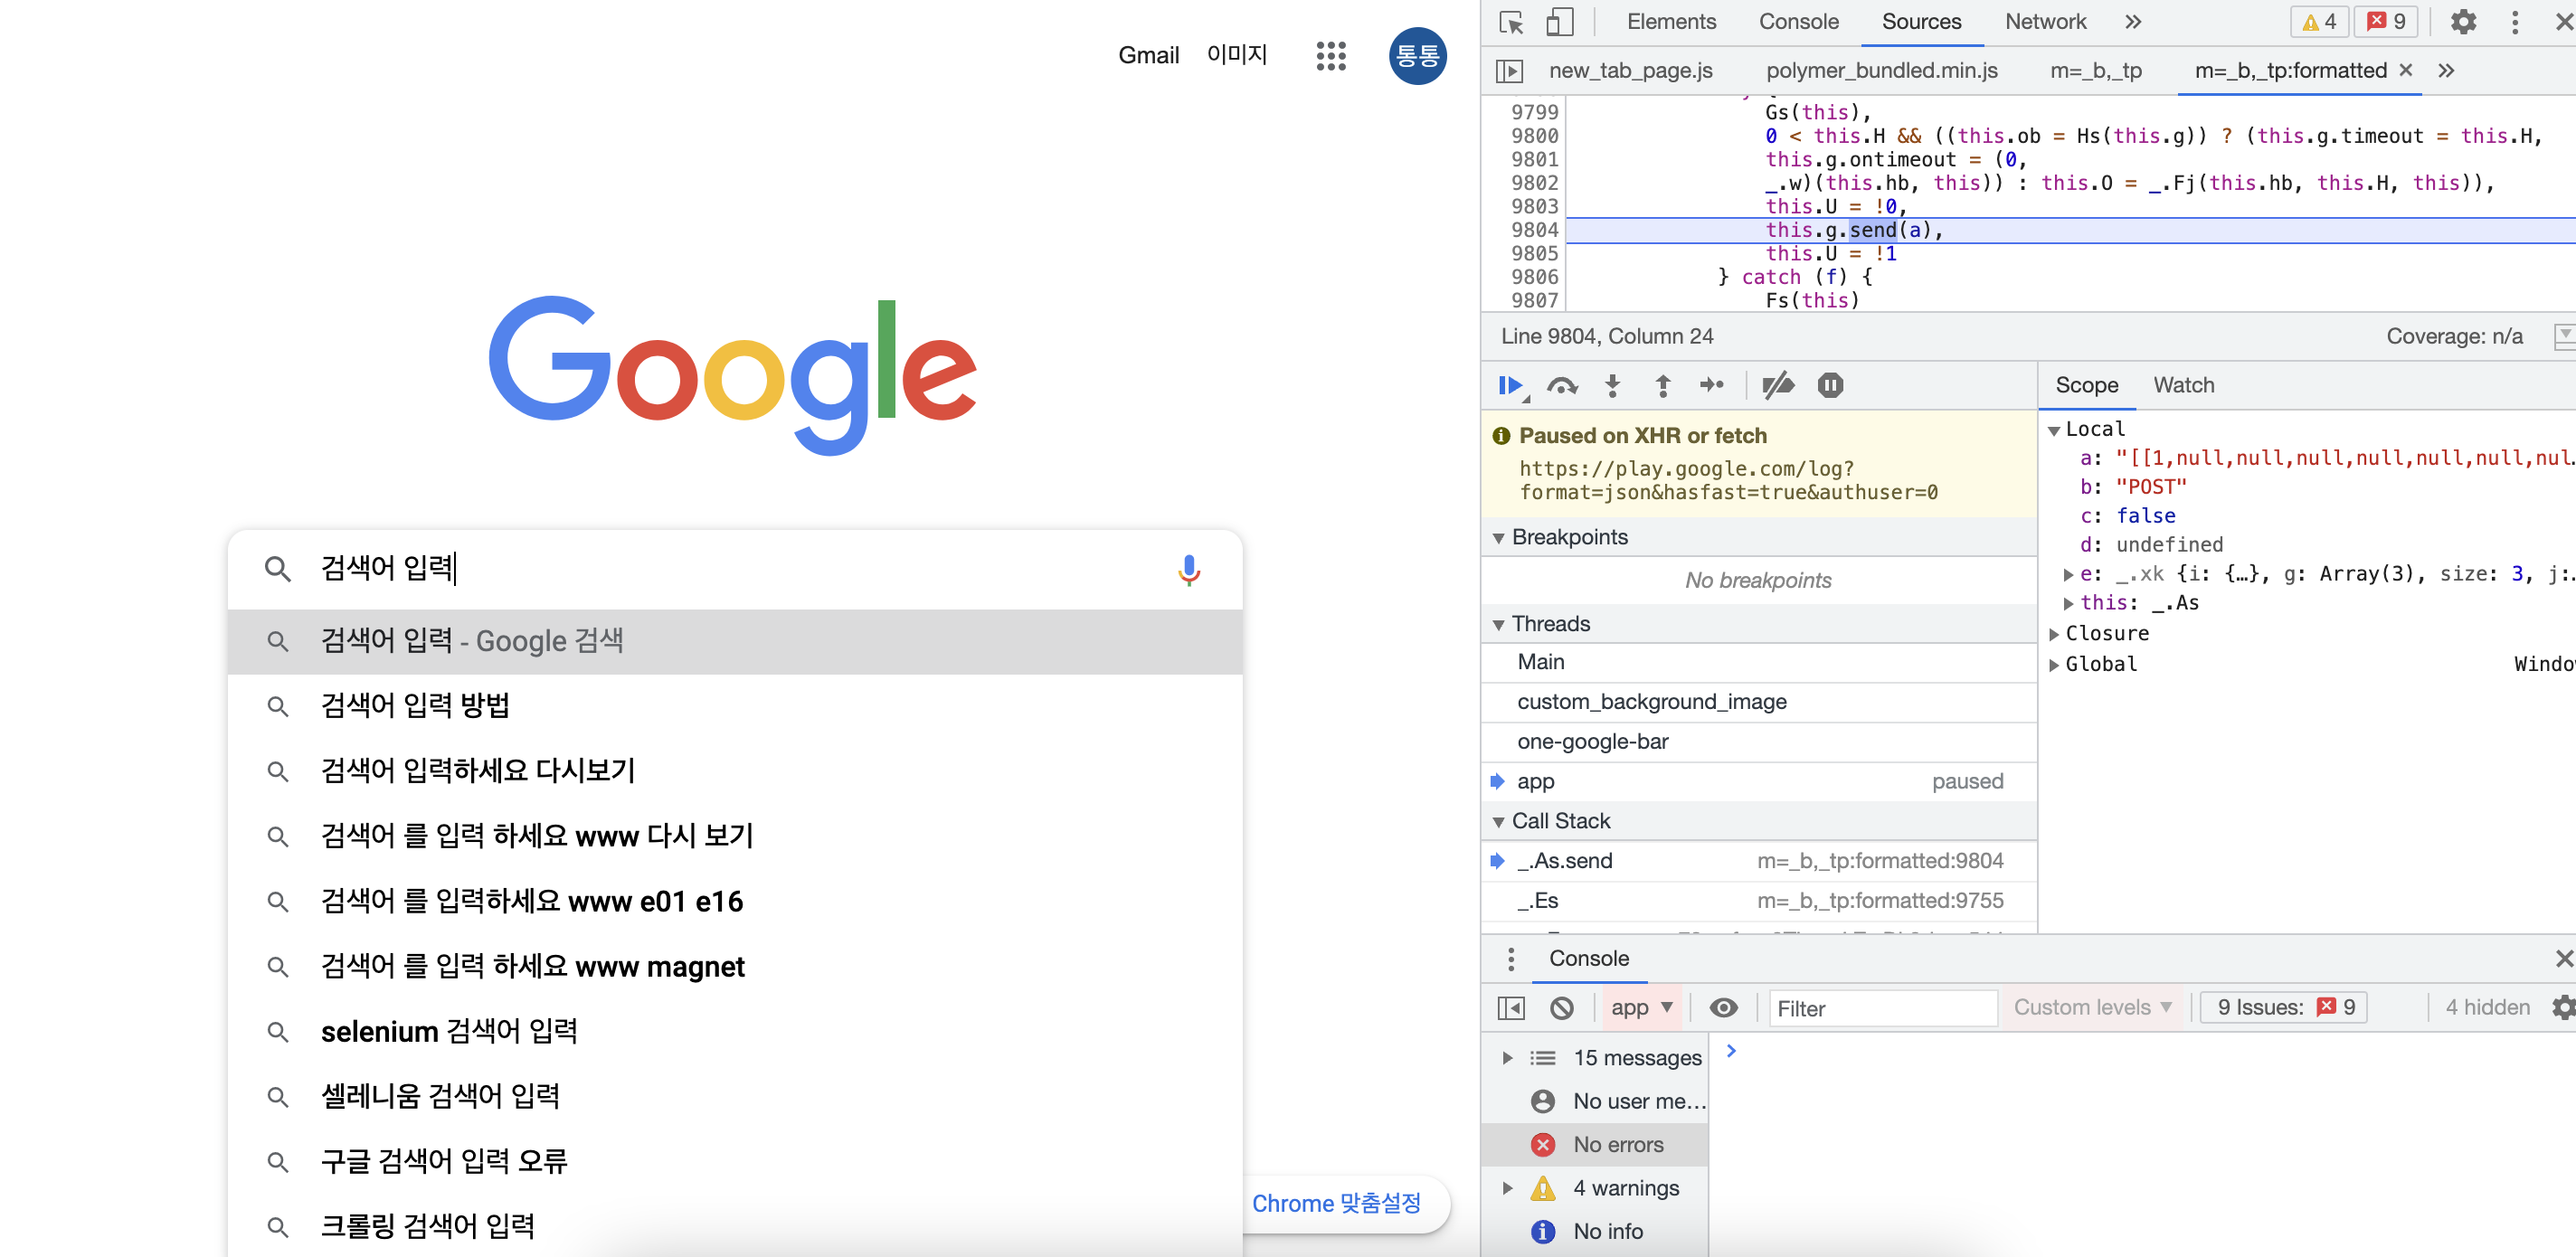 Gmail
이미지
통통
Google
검색어 입력
검색어 입력 - Google 검색
검색어 입력 방법
검색어 입력하세요 다시보기
검색어 를 입력 하세요 www 다시 보기
검색어 를 입력하세요 www e01 e16
검색어 를 입력 하세요 www magnet
selenium 검색어 입력
셀레니움 검색어 입력
구글 검색어 입력 오류
크롤링 검색어 입력
Chrome 맞춤설정
Elements Console Sources Network » 4 9
new_tab_page.js polymer_bundled.min.js m=_b,_tp m=_b,_tp:formatted × »
9799 Gs(this),
9800 0 < this.H && ((this.ob = Hs(this.g)) ? (this.g.timeout = this.H,
9801 this.g.ontimeout = (0,
9802 _.w)(this.hb, this)) : this.O = _.Fj(this.hb, this.H, this)),
9803 this.U = !0,
9804 this.g.send(a),
9805 this.U = !1
9806 } catch (f) {
9807 Fs(this)
Line 9804, Column 24
Coverage: n/a
Paused on XHR or fetch
https://play.google.com/log?
format=json&hasfast=true&authuser=0
Breakpoints
No breakpoints
Threads
Main
custom_background_image
one-google-bar
app paused
Call Stack
_.As.send m=_b,_tp:formatted:9804
_.Es m=_b,_tp:formatted:9755
Scope Watch
Local
a: "[[1,null,null,null,null,null,null,nul…
b: "POST"
c: false
d: undefined
e: _.xk {i: {…}, g: Array(3), size: 3, j:…
this: _.As
Closure
Global Windo
Console
app Filter Custom levels 9 Issues: 9 4 hidden
15 messages
No user me…
No errors
4 warnings
No info